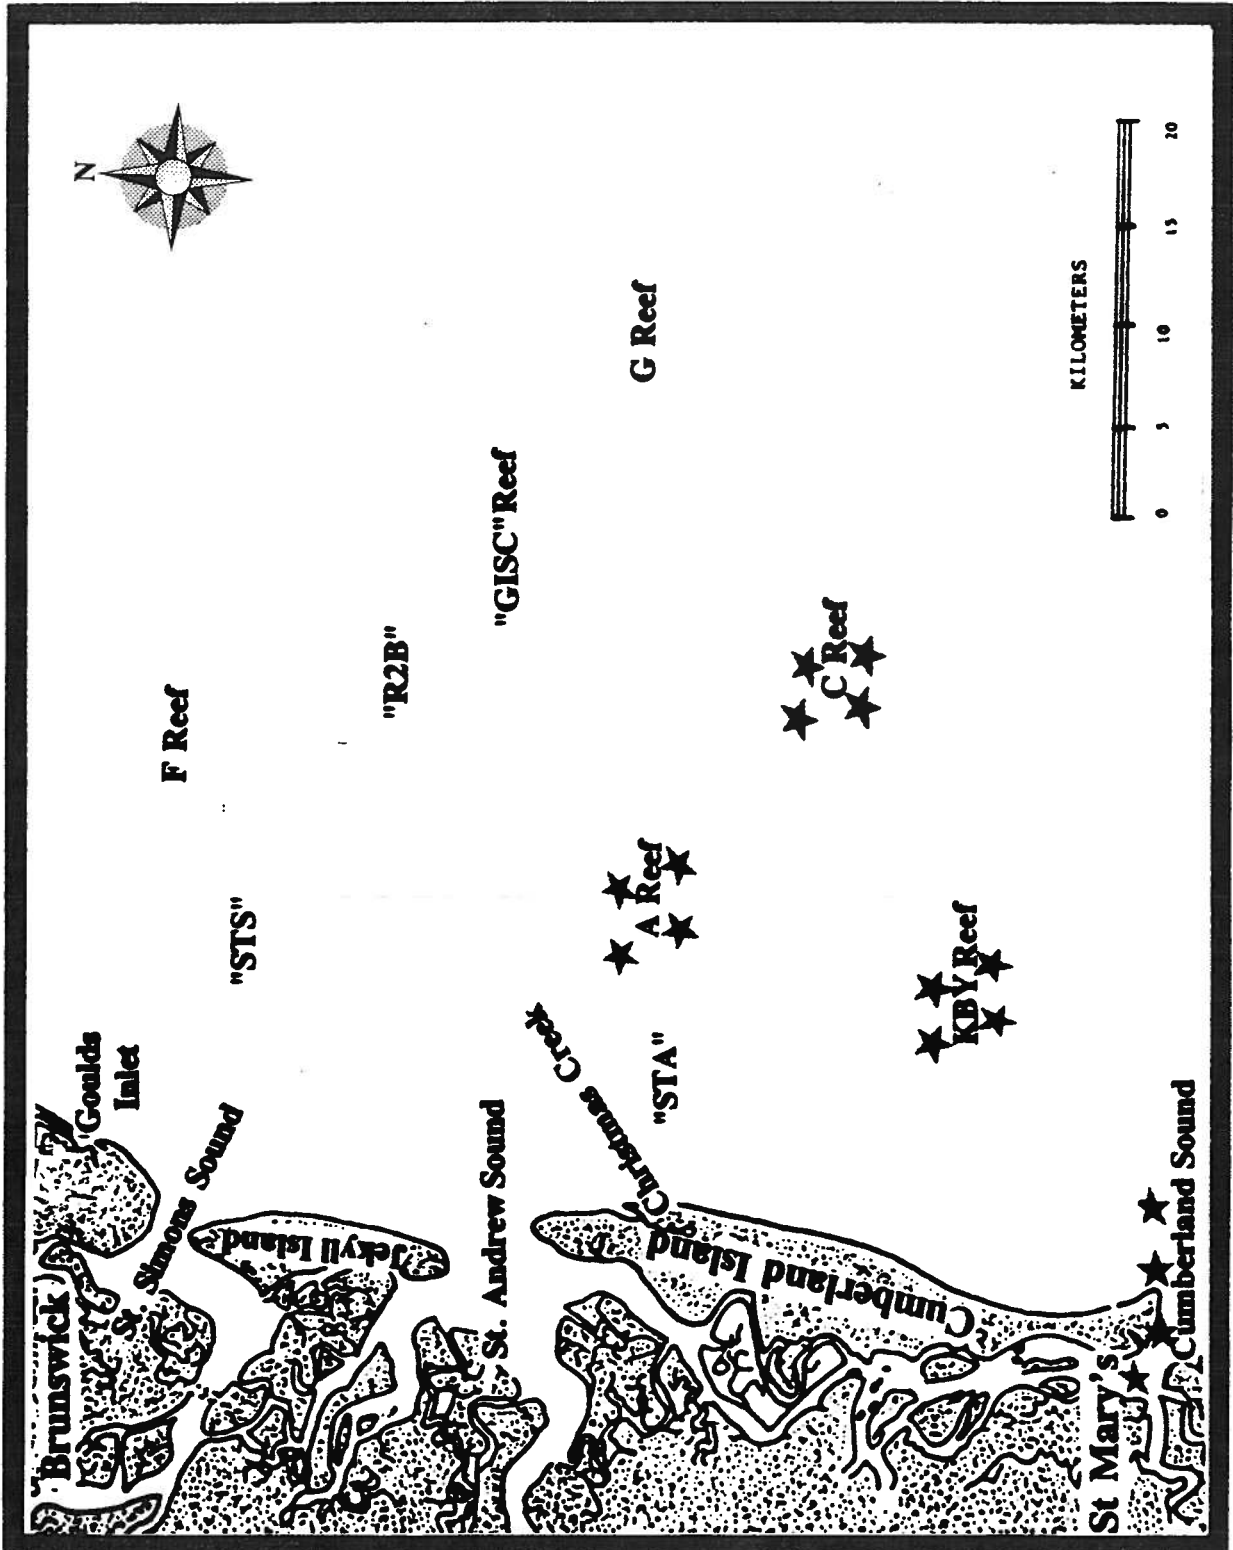 N
Brunswick
Goulds
Inlet
St. Simons Sound
Jekyll Island
St. Andrew Sound
Christmas Creek
Cumberland Island
St Mary's
Cumberland Sound
"STS"
F Reef
"R2B"
"GISC" Reef
G Reef
"STA"
A Reef
C Reef
KBY Reef
KILOMETERS
0 5 10 15 20